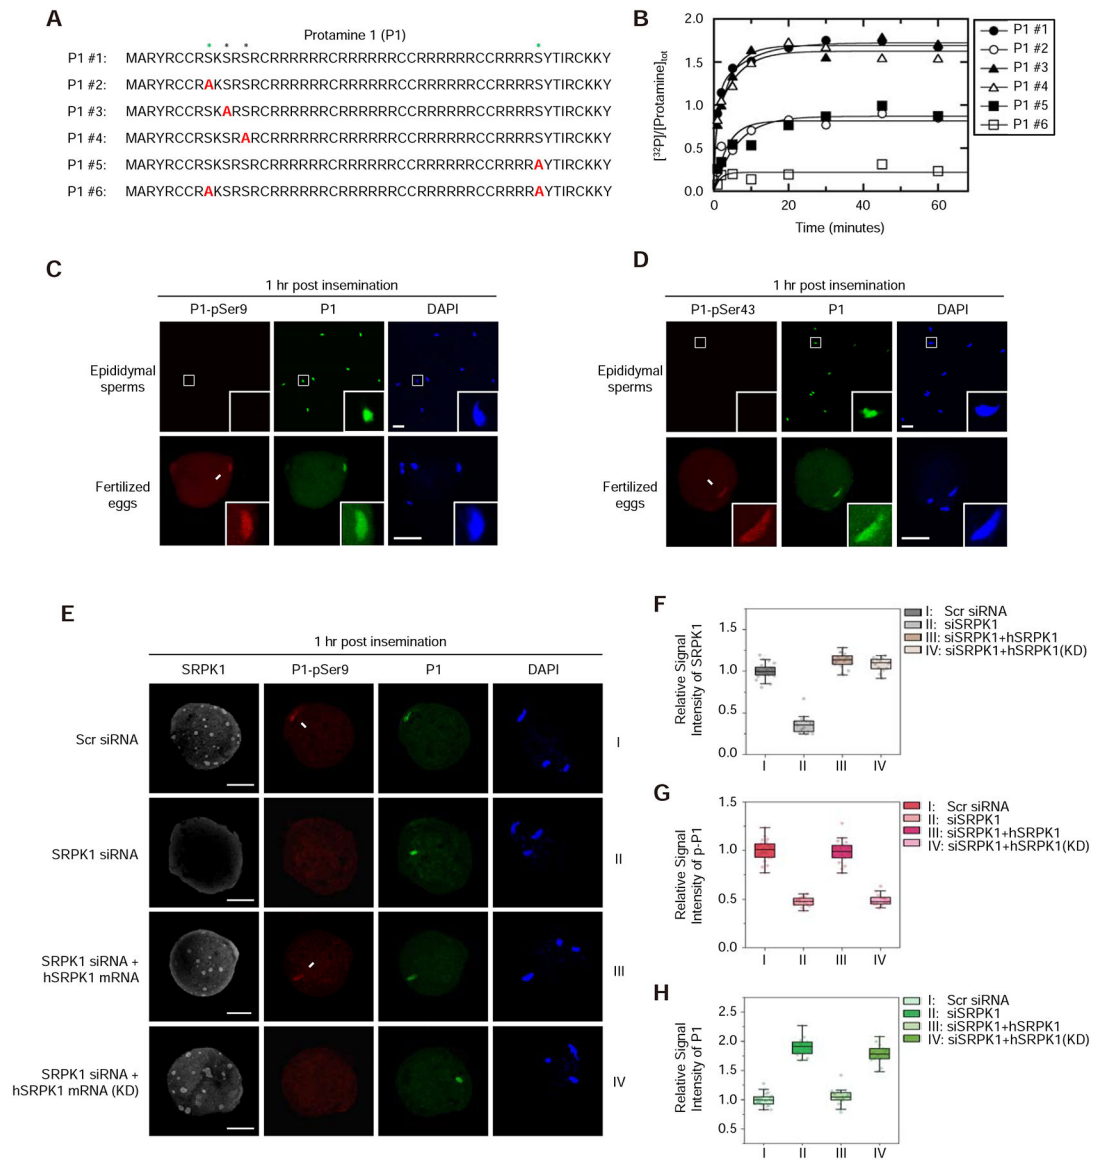 A
Protamine 1 (P1)
P1 #1: MARYRCCRSKSRSRCRRRRRRCRRRRRRCCRRRRRRCCRRRRSYTIRCKKY
P1 #2: MARYRCCRAKSRSRCRRRRRRCRRRRRRCCRRRRRRCCRRRRSYTIRCKKY
P1 #3: MARYRCCRSKARSRCRRRRRRCRRRRRRCCRRRRRRCCRRRRSYTIRCKKY
P1 #4: MARYRCCRSKSRARCRRRRRRCRRRRRRCCRRRRRRCCRRRRSYTIRCKKY
P1 #5: MARYRCCRSKSRSRCRRRRRRCRRRRRRCCRRRRRRCCRRRRAYTIRCKKY
P1 #6: MARYRCCRAKSRSRCRRRRRRCRRRRRRCCRRRRRRCCRRRRAYTIRCKKY
B
[32P]/[Protamine]tot
2.0
1.5
1.0
0.5
0.0
0 20 40 60
Time (minutes)
P1 #1
P1 #2
P1 #3
P1 #4
P1 #5
P1 #6
C
1 hr post insemination
P1-pSer9 P1 DAPI
Epididymal
sperms
Fertilized
eggs
D
1 hr post insemination
P1-pSer43 P1 DAPI
Epididymal
sperms
Fertilized
eggs
E
1 hr post insemination
SRPK1 P1-pSer9 P1 DAPI
Scr siRNA I
SRPK1 siRNA II
SRPK1 siRNA +
hSRPK1 mRNA III
SRPK1 siRNA +
hSRPK1 mRNA (KD) IV
F
Relative Signal
Intensity of SRPK1
1.5
1.0
0.5
0.0
I II III IV
I: Scr siRNA
II: siSRPK1
III: siSRPK1+hSRPK1
IV: siSRPK1+hSRPK1(KD)
G
Relative Signal
Intensity of p-P1
1.5
1.0
0.5
0.0
I II III IV
I: Scr siRNA
II: siSRPK1
III: siSRPK1+hSRPK1
IV: siSRPK1+hSRPK1(KD)
H
Relative Signal
Intensity of P1
2.5
2.0
1.5
1.0
0.5
I II III IV
I: Scr siRNA
II: siSRPK1
III: siSRPK1+hSRPK1
IV: siSRPK1+hSRPK1(KD)